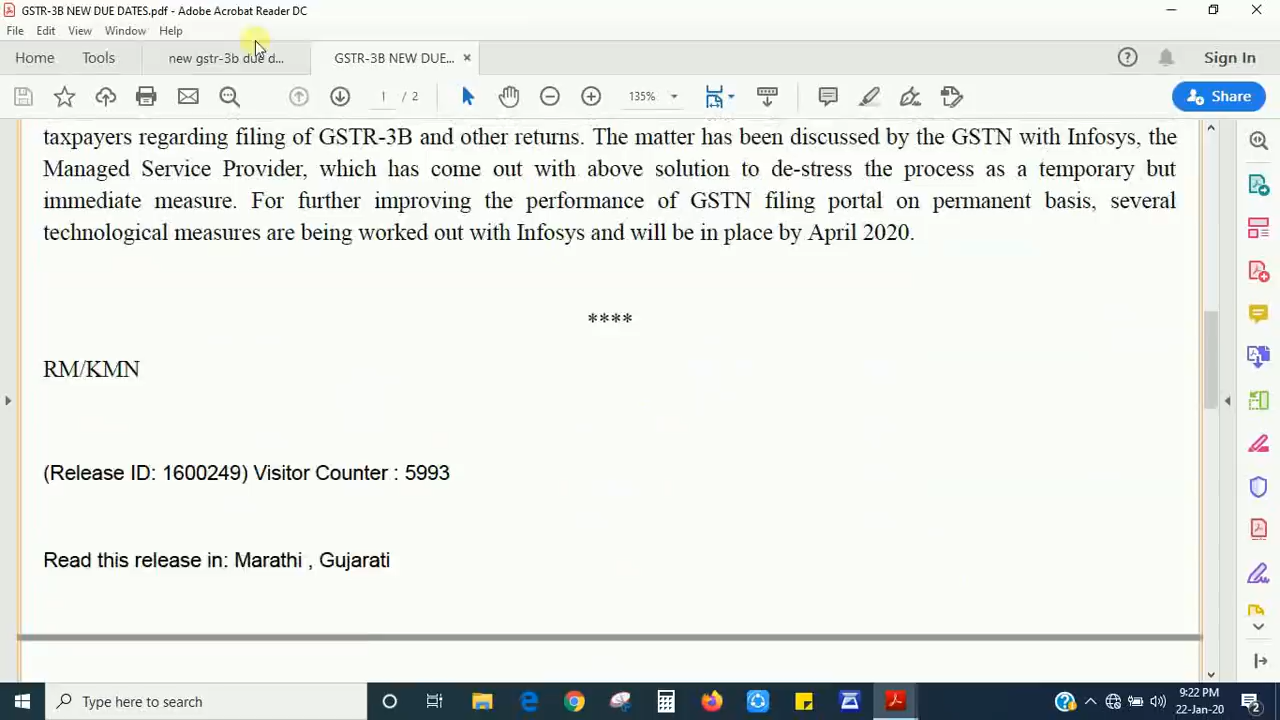 GSTR-3B NEW DUE DATES.pdf - Adobe Acrobat Reader DC
File Edit View Window Help
Home Tools new gstr-3b due d... GSTR-3B NEW DUE... × Sign In
1 / 2 135% Share
taxpayers regarding filing of GSTR-3B and other returns. The matter has been discussed by the GSTN with Infosys, the
Managed Service Provider, which has come out with above solution to de-stress the process as a temporary but
immediate measure. For further improving the performance of GSTN filing portal on permanent basis, several
technological measures are being worked out with Infosys and will be in place by April 2020.
****
RM/KMN
(Release ID: 1600249) Visitor Counter : 5993
Read this release in: Marathi , Gujarati
Type here to search
9:22 PM
22-Jan-20
2